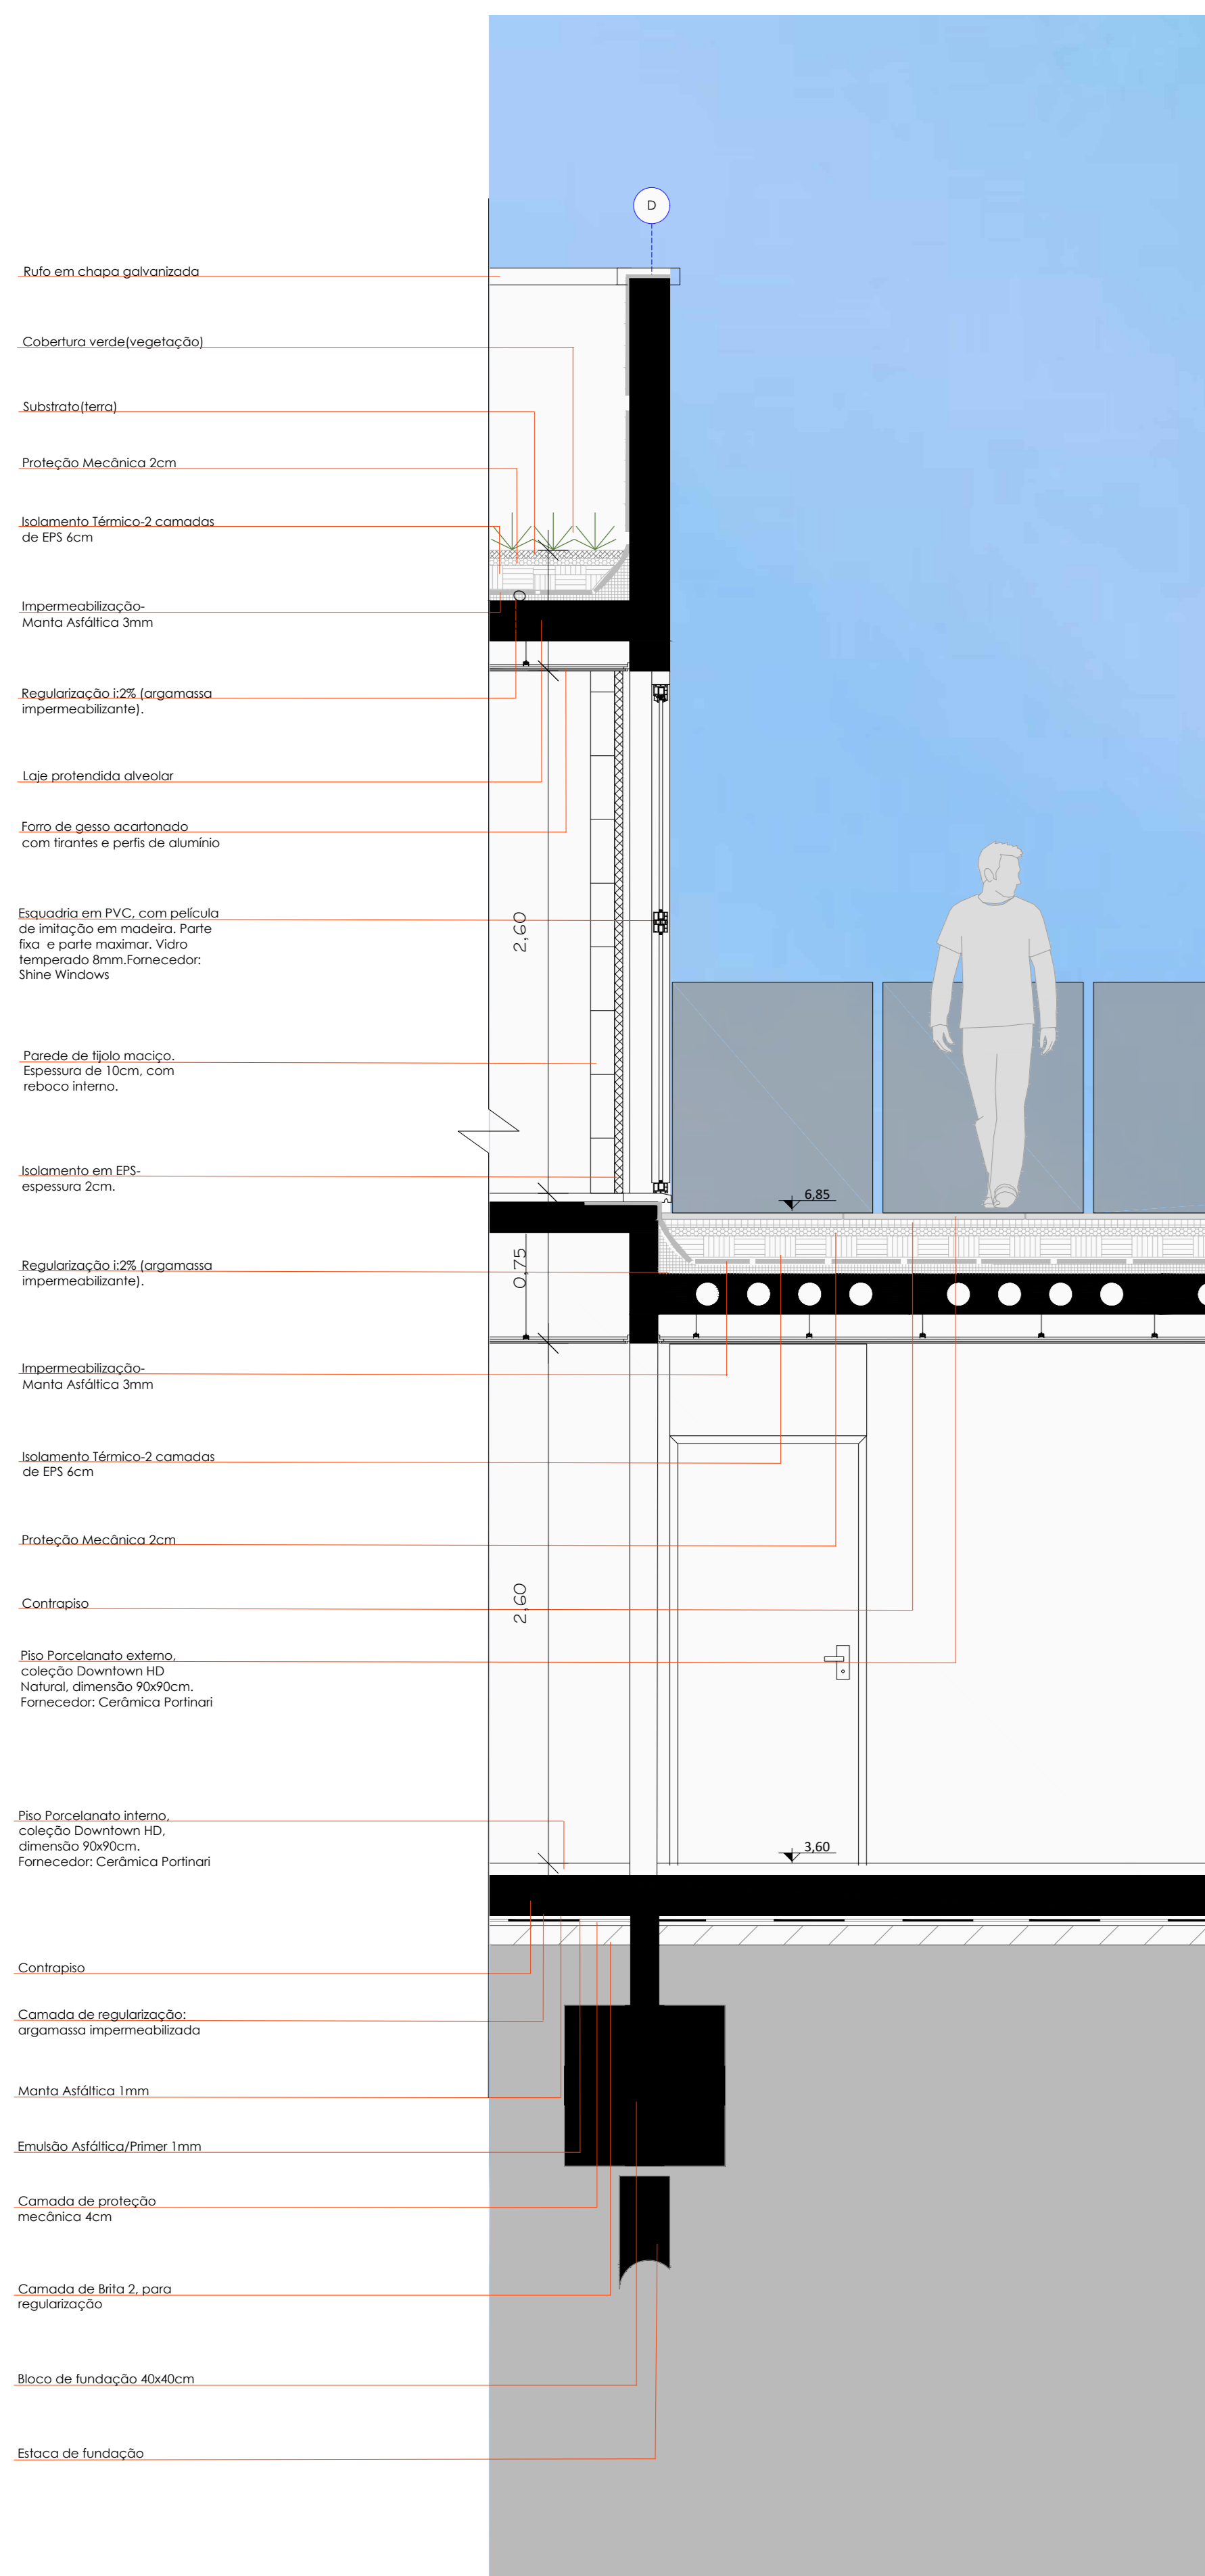 D
Rufo em chapa galvanizada
Cobertura verde(vegetação)
Substrato(terra)
Proteção Mecânica 2cm
Isolamento Térmico-2 camadas
de EPS 6cm
Impermeabilização-
Manta Asfáltica 3mm
Regularização i:2% (argamassa
impermeabilizante).
Laje protendida alveolar
Forro de gesso acartonado
com tirantes e perfis de alumínio
Esquadria em PVC, com película
de imitação em madeira. Parte
fixa e parte maximar. Vidro
temperado 8mm.Fornecedor:
Shine Windows
2,60
Parede de tijolo maciço.
Espessura de 10cm, com
reboco interno.
Isolamento em EPS-
espessura 2cm.
6,85
Regularização i:2% (argamassa
impermeabilizante).
0,75
Impermeabilização-
Manta Asfáltica 3mm
Isolamento Térmico-2 camadas
de EPS 6cm
Proteção Mecânica 2cm
Contrapiso
2,60
Piso Porcelanato externo,
coleção Downtown HD
Natural, dimensão 90x90cm.
Fornecedor: Cerâmica Portinari
Piso Porcelanato interno,
coleção Downtown HD,
dimensão 90x90cm.
Fornecedor: Cerâmica Portinari
3,60
Contrapiso
Camada de regularização:
argamassa impermeabilizada
Manta Asfáltica 1mm
Emulsão Asfáltica/Primer 1mm
Camada de proteção
mecânica 4cm
Camada de Brita 2, para
regularização
Bloco de fundação 40x40cm
Estaca de fundação